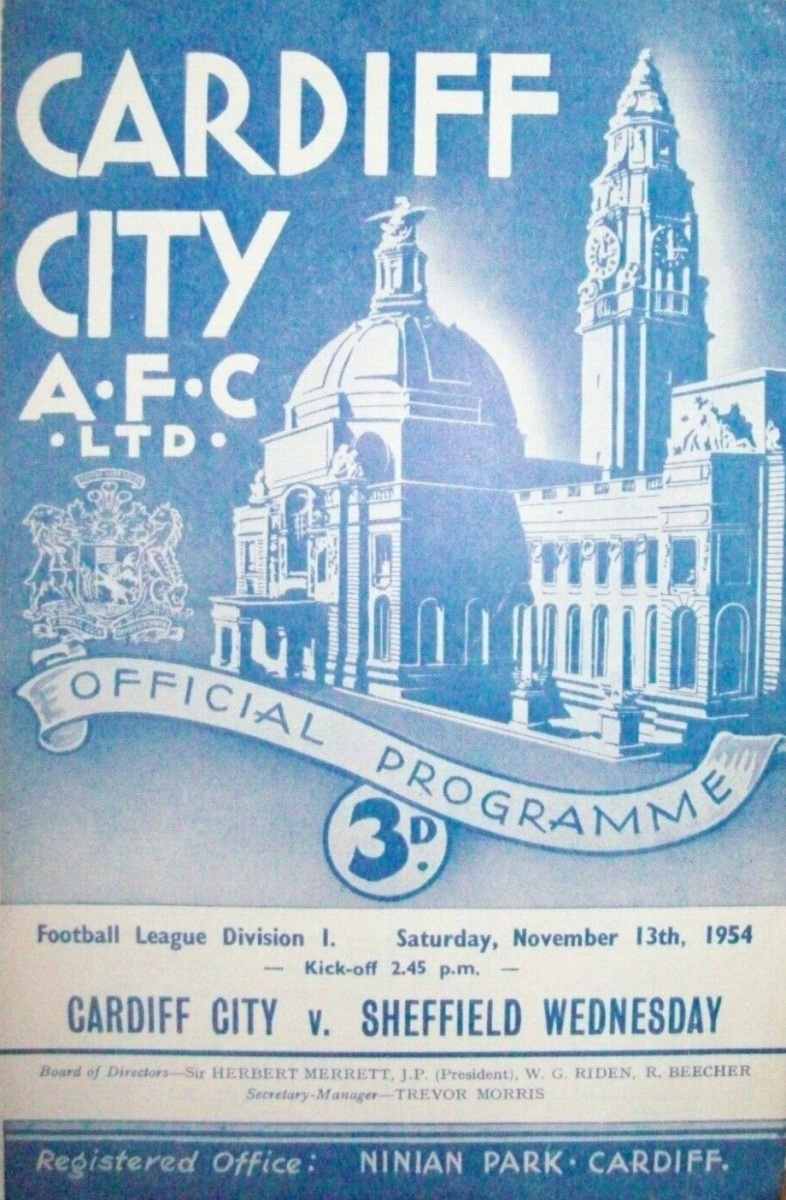 CARDIFF
CITY
A·F·C
·LTD·
OFFICIAL PROGRAMME
3D.
Football League Division 1. Saturday, November 13th, 1954
— Kick-off 2.45 p.m. —
CARDIFF CITY v. SHEFFIELD WEDNESDAY
Board of Directors—Sir HERBERT MERRETT, J.P. (President), W. G. RIDEN, R. BEECHER
Secretary-Manager—TREVOR MORRIS
Registered Office: NINIAN PARK · CARDIFF.